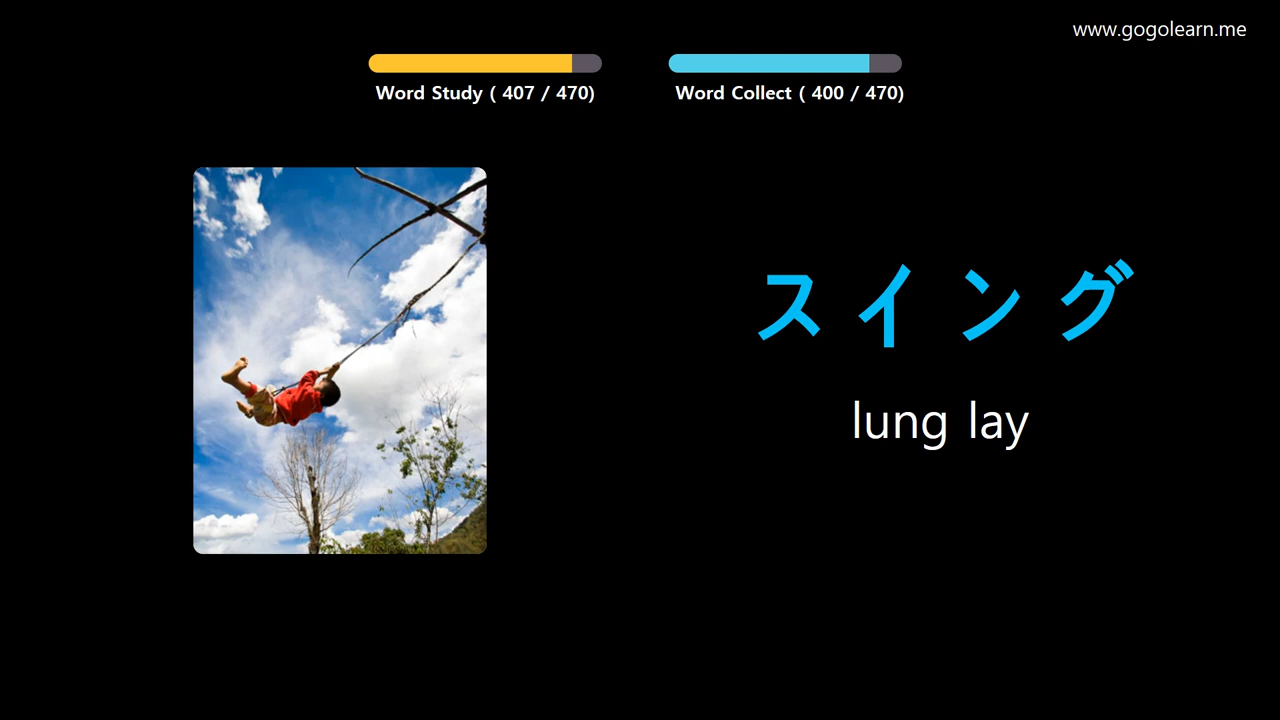 www.gogolearn.me
Word Study ( 407 / 470)
Word Collect ( 400 / 470)
スイング
lung lay